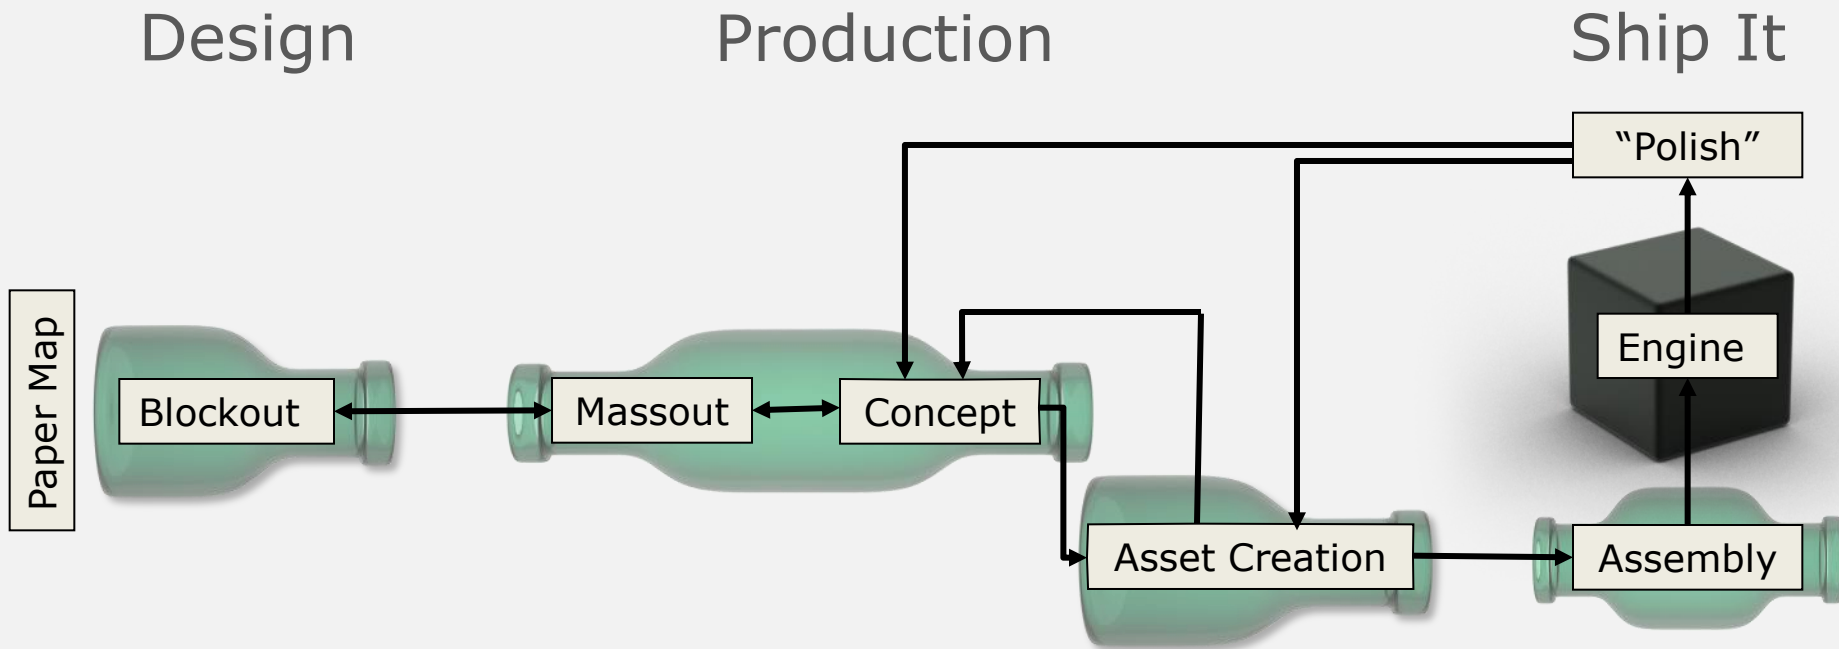 Design
Production
Ship It
“Polish”
Engine
Paper Map
Blockout
Massout
Concept
Asset Creation
Assembly